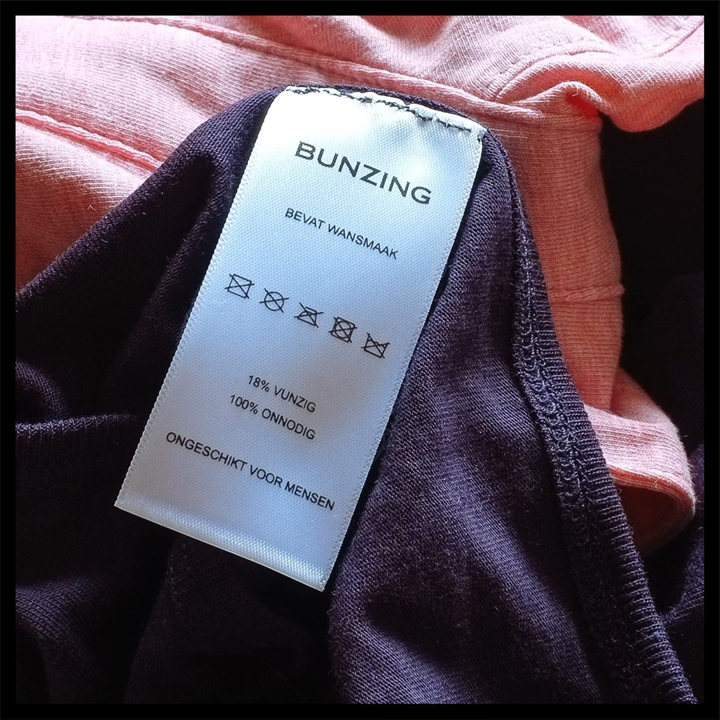 BUNZING
BEVAT WANSMAAK
18% VUNZIG
100% ONNODIG
ONGESCHIKT VOOR MENSEN